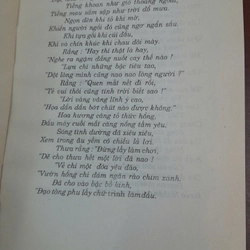 Tiếng khoan như gió thoảng ngoài,
Tiếng mau sầm sập như trời đổ mưa.
Ngọn đèn khi tỏ khi mờ,
Khiến người ngồi đó cũng ngơ ngẩn sầu.
Khi tựa gối khi cúi đầu,
Khi vò chín khúc khi chau đôi mày.
Rằng: "Hay thì thật là hay,
"Nghe ra ngậm đắng nuốt cay thế nào!
"Lựa chi những bậc tiêu tao,
"Dột lòng mình cũng nao nao lòng người?"
Rằng: "Quen mất nết đi rồi,
"Tẻ vui thôi cũng tính trời biết sao!"
"Lời vàng vâng lĩnh ý cao,
"Họa dần dần bớt chút nào được không."
Hoa hương càng tỏ thức hồng,
Đầu mày cuối mắt càng nồng tấm yêu.
Sóng tình dường đã xiêu xiêu,
Xem trong âu yếm có chiều lả lơi.
Thưa rằng: "Đừng lấy làm chơi,
"Dẽ cho thưa hết một lời đã nao!
"Vẻ chi một đóa yêu đào,
"Vườn hồng chi dám ngăn rào chim xanh.
Đã cho vào bậc bố kinh,
"Đạo tòng phu lấy chữ trinh làm đầu.